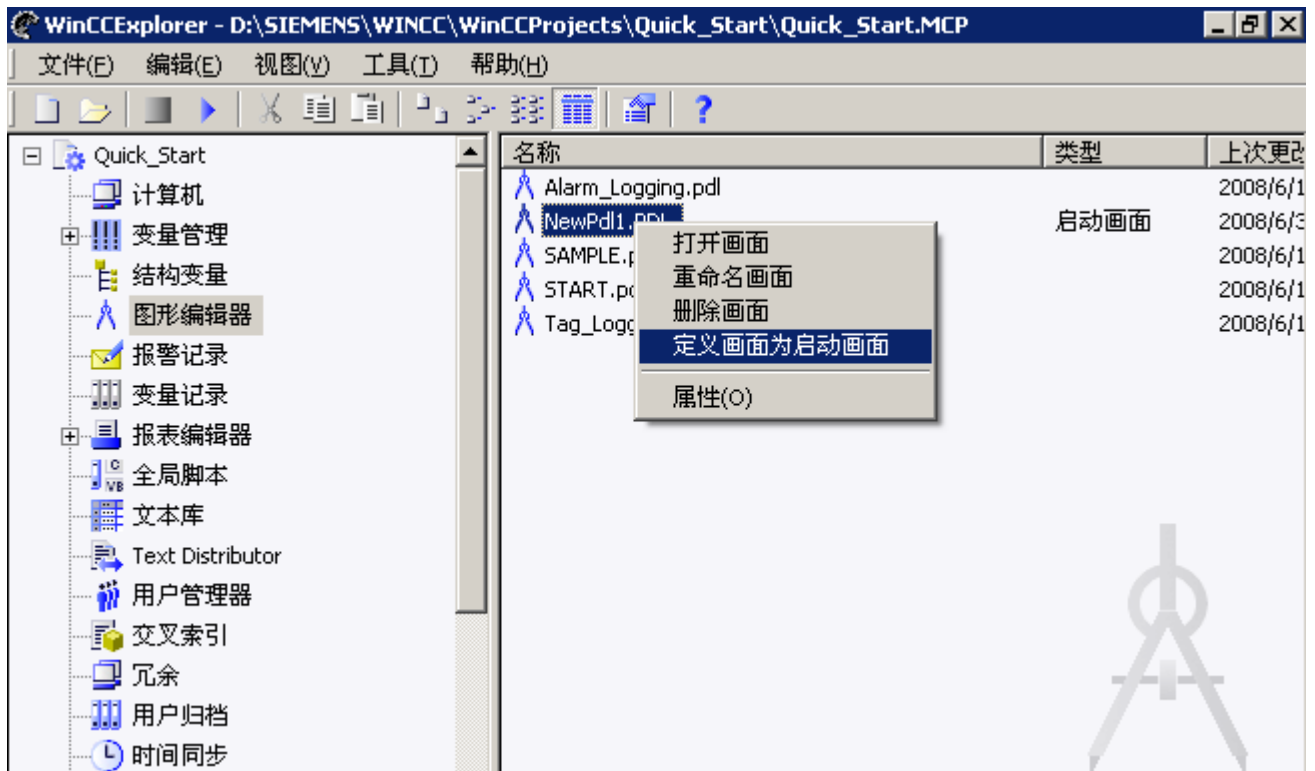 WinCCExplorer - D:\SIEMENS\WINCC\WinCCProjects\Quick_Start\Quick_Start.MCP
文件(F) 编辑(E) 视图(V) 工具(T) 帮助(H)
Quick_Start
计算机
变量管理
结构变量
图形编辑器
报警记录
变量记录
报表编辑器
全局脚本
文本库
Text Distributor
用户管理器
交叉索引
冗余
用户归档
时间同步
名称 类型 上次更改
Alarm_Logging.pdl 2008/6/1
NewPdl1.PDL 启动画面 2008/6/3
SAMPLE.p 2008/6/1
START.pd 2008/6/1
Tag_Logg 2008/6/1
打开画面
重命名画面
删除画面
定义画面为启动画面
属性(O)